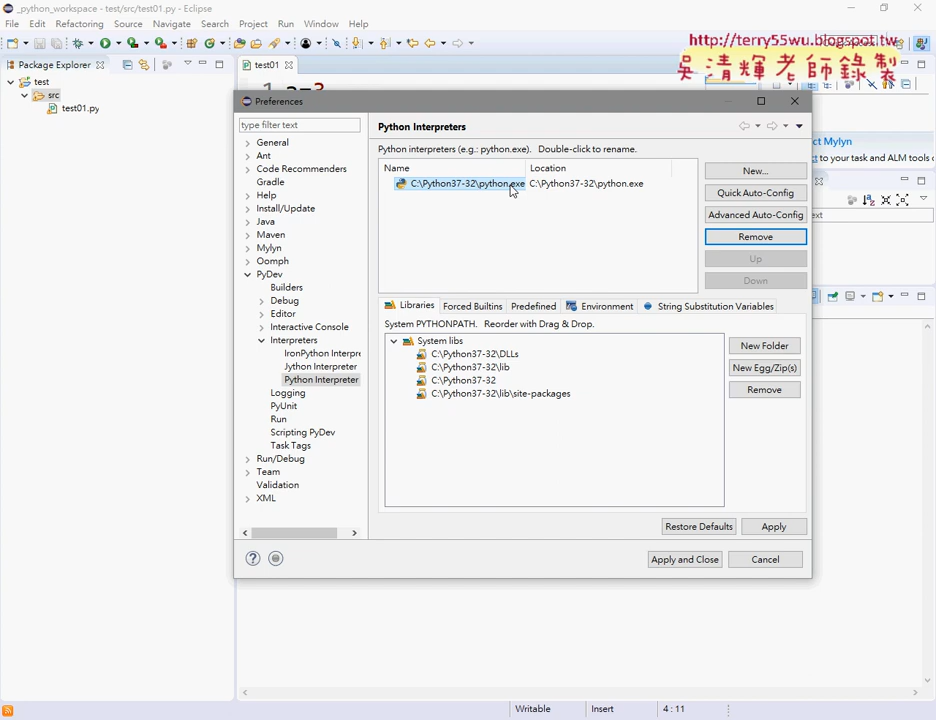 _python_workspace - test/src/test01.py - Eclipse
File Edit Refactoring Source Navigate Search Project Run Window Help
http://terry55wu.blogspot.tw
吳清輝老師錄製
Package Explorer
test01
test
src
test01.py
a=3
Preferences
type filter text
General
Ant
Code Recommenders
Gradle
Help
Install/Update
Java
Maven
Mylyn
Oomph
PyDev
Builders
Debug
Editor
Interactive Console
Interpreters
IronPython Interpre
Jython Interpreter
Python Interpreter
Logging
PyUnit
Run
Scripting PyDev
Task Tags
Run/Debug
Team
Validation
XML
Python Interpreters
Python interpreters (e.g.: python.exe). Double-click to rename.
Name Location
C:\Python37-32\python.exe C:\Python37-32\python.exe
New...
Quick Auto-Config
Advanced Auto-Config
Remove
Up
Down
Libraries Forced Builtins Predefined Environment String Substitution Variables
System PYTHONPATH. Reorder with Drag & Drop.
System libs
C:\Python37-32\DLLs
C:\Python37-32\lib
C:\Python37-32
C:\Python37-32\lib\site-packages
New Folder
New Egg/Zip(s)
Remove
Restore Defaults Apply
Apply and Close Cancel
ct Mylyn
ct to your task and ALM tools
ext
Writable Insert 4 : 11